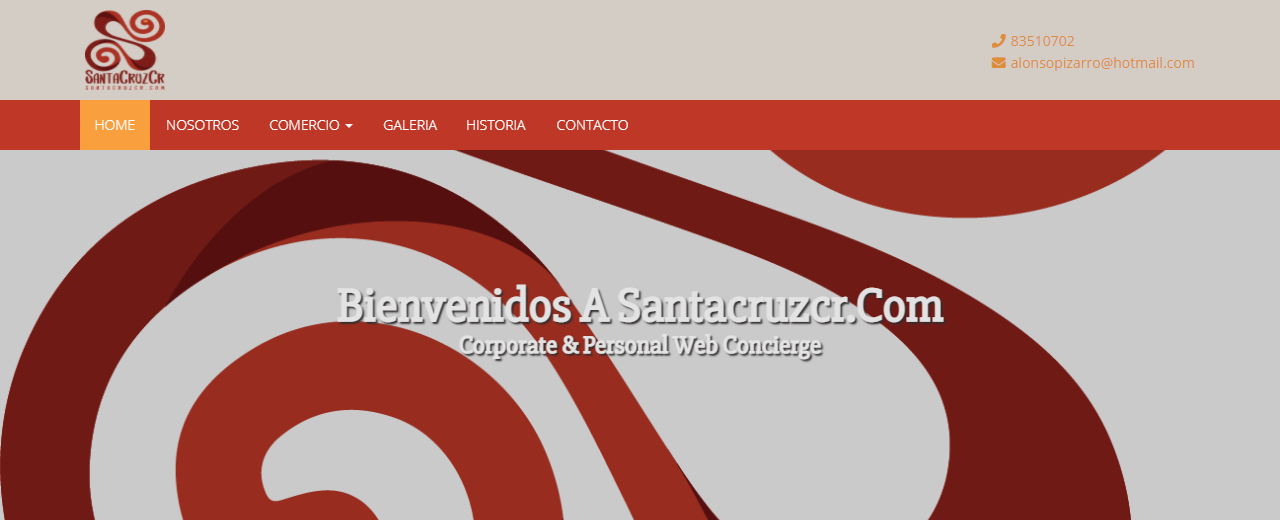 SANTACRUZCR
SANTACRUZCR.COM
83510702
alonsopizarro@hotmail.com
HOME NOSOTROS COMERCIO GALERIA HISTORIA CONTACTO
Bienvenidos A Santacruzcr.Com
Corporate & Personal Web Concierge